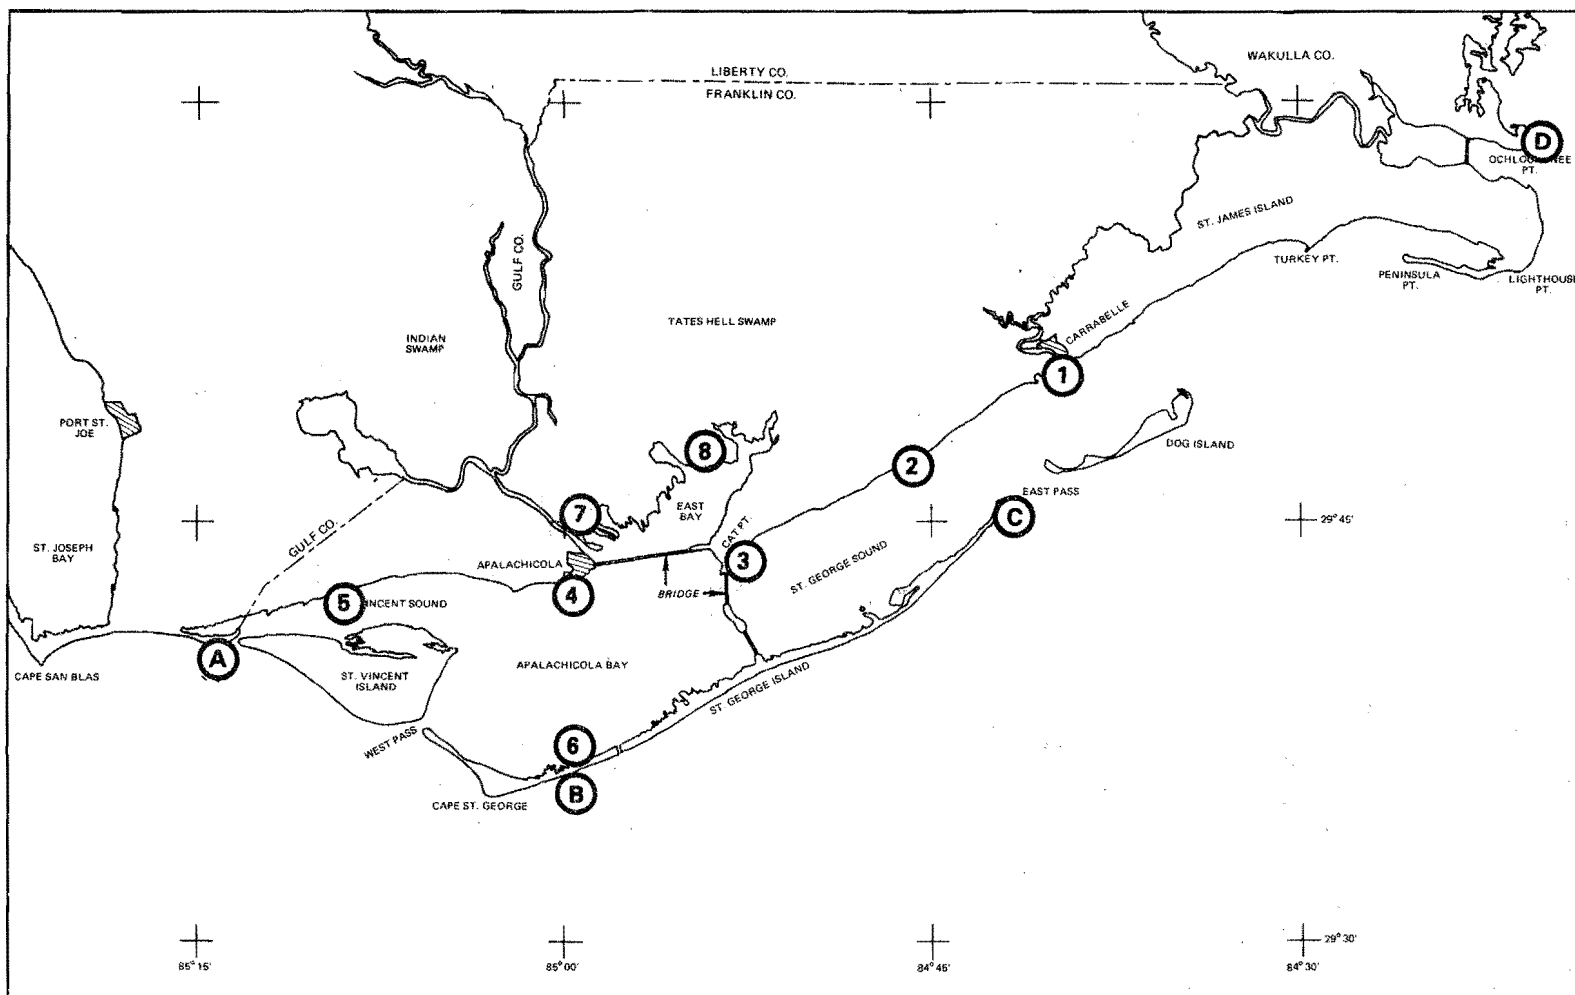 LIBERTY CO.
FRANKLIN CO.
WAKULLA CO.
D
OCHLOCKONEE
PT.
ST. JAMES ISLAND
TURKEY PT.
PENINSULA
PT.
LIGHTHOUSE
PT.
GULF CO.
TATES HELL SWAMP
INDIAN
SWAMP
CARRABELLE
1
PORT ST.
JOE
DOG ISLAND
8
2
EAST PASS
C
7
EAST
BAY
CAT PT.
29° 45'
GULF CO.
ST. JOSEPH
BAY
APALACHICOLA
3
ST. GEORGE SOUND
4
BRIDGE
5
INCENT SOUND
A
APALACHICOLA BAY
CAPE SAN BLAS
ST. VINCENT
ISLAND
ST. GEORGE ISLAND
WEST PASS
6
B
CAPE ST. GEORGE
29° 30'
85° 15'
85° 00'
84° 45'
84° 30'